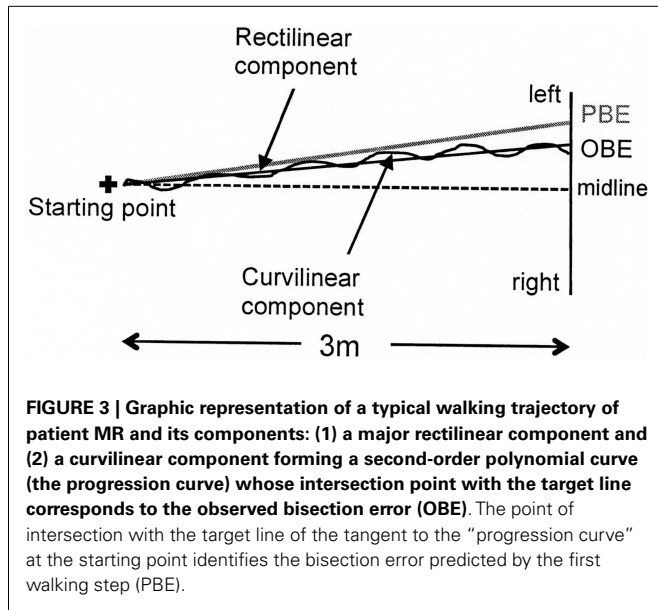 Rectilinear
component
left
PBE
OBE
Starting point
midline
Curvilinear
component
right
3m
FIGURE 3 | Graphic representation of a typical walking trajectory of
patient MR and its components: (1) a major rectilinear component and
(2) a curvilinear component forming a second-order polynomial curve
(the progression curve) whose intersection point with the target line
corresponds to the observed bisection error (OBE). The point of
intersection with the target line of the tangent to the “progression curve”
at the starting point identifies the bisection error predicted by the first
walking step (PBE).